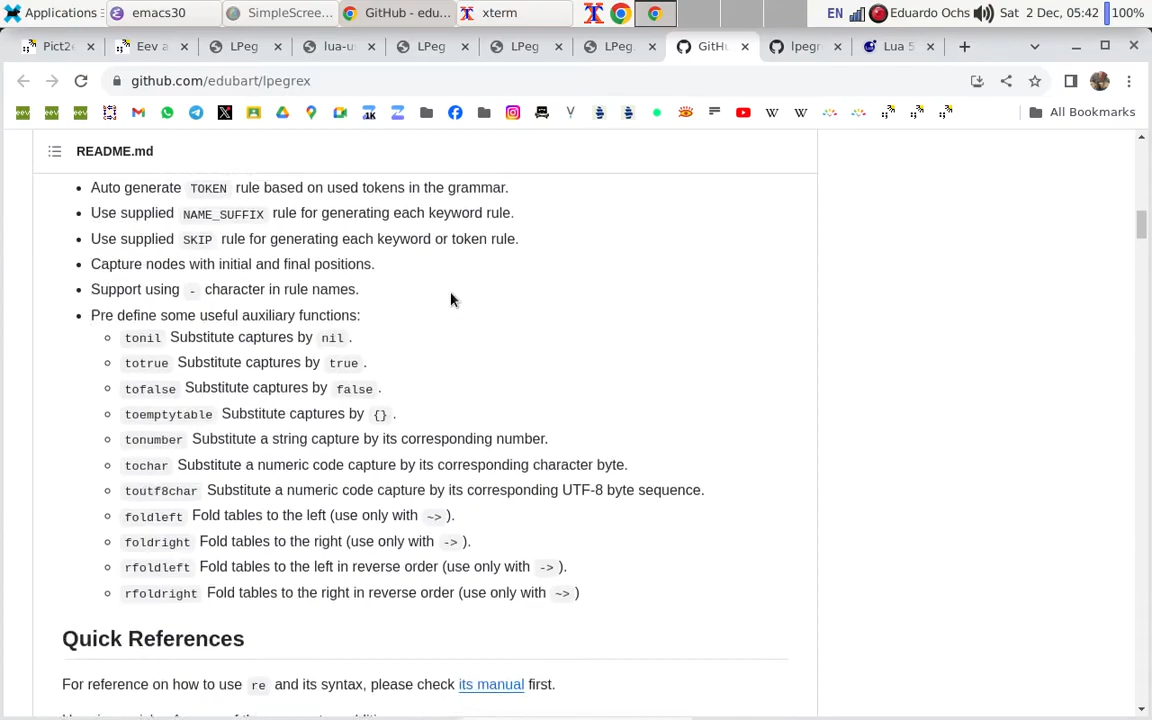 Applications
emacs30
SimpleScree...
GitHub - edu...
xterm
EN
Eduardo Ochs
Sat 2 Dec, 05:42
100%
Pict2e
Eev a
LPeg
lua-u
LPeg
LPeg
LPeg
GitHu
lpegr
Lua 5
github.com/edubart/lpegrex
All Bookmarks
README.md
• Auto generate TOKEN rule based on used tokens in the grammar.
• Use supplied NAME_SUFFIX rule for generating each keyword rule.
• Use supplied SKIP rule for generating each keyword or token rule.
• Capture nodes with initial and final positions.
• Support using - character in rule names.
• Pre define some useful auxiliary functions:
○ tonil Substitute captures by nil.
○ totrue Substitute captures by true.
○ tofalse Substitute captures by false.
○ toemptytable Substitute captures by {}.
○ tonumber Substitute a string capture by its corresponding number.
○ tochar Substitute a numeric code capture by its corresponding character byte.
○ toutf8char Substitute a numeric code capture by its corresponding UTF-8 byte sequence.
○ foldleft Fold tables to the left (use only with ~>).
○ foldright Fold tables to the right (use only with ->).
○ rfoldleft Fold tables to the left in reverse order (use only with ->).
○ rfoldright Fold tables to the right in reverse order (use only with ~>)
Quick References
For reference on how to use re and its syntax, please check its manual first.